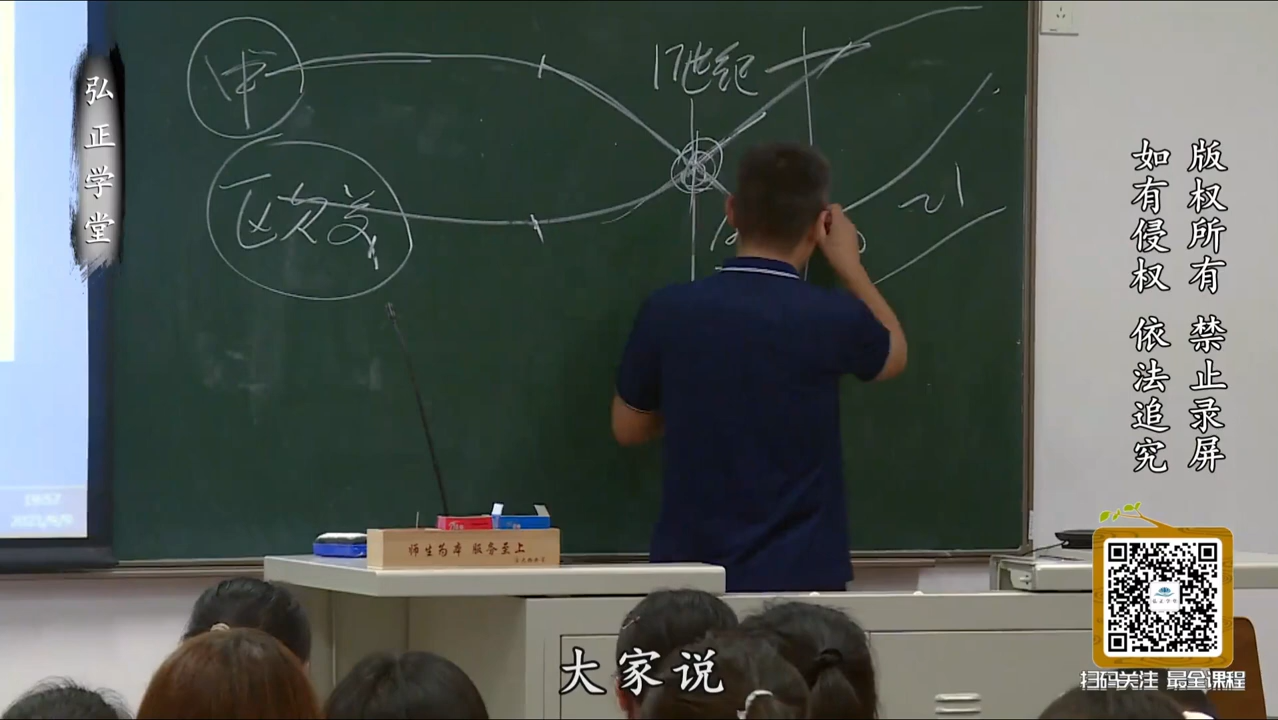 弘正学堂
中
17世纪
欧美
21
版权所有 禁止录屏
如有侵权 依法追究
师生为本 服务至上
大家说
扫码关注 最全课程